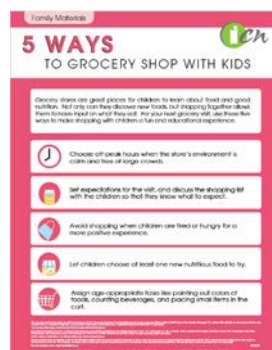 Family Materials
icn
5 WAYS
TO GROCERY SHOP WITH KIDS
Grocery stores are great places for children to learn about food and good
nutrition. Not only can they discover new foods, but shopping together allows
them to have input on what they eat. For your next grocery visit, use these five
ways to make shopping with children a fun and educational experience.
Choose off-peak hours when the store's environment is
calm and free of large crowds.
Set expectations for the visit, and discuss the shopping list
with the children so that they know what to expect.
Avoid shopping when children are tired or hungry for a
more positive experience.
Let children choose at least one new nutritious food to try.
Assign age-appropriate tasks like pointing out colors of
foods, counting beverages, and placing small items in the
cart.